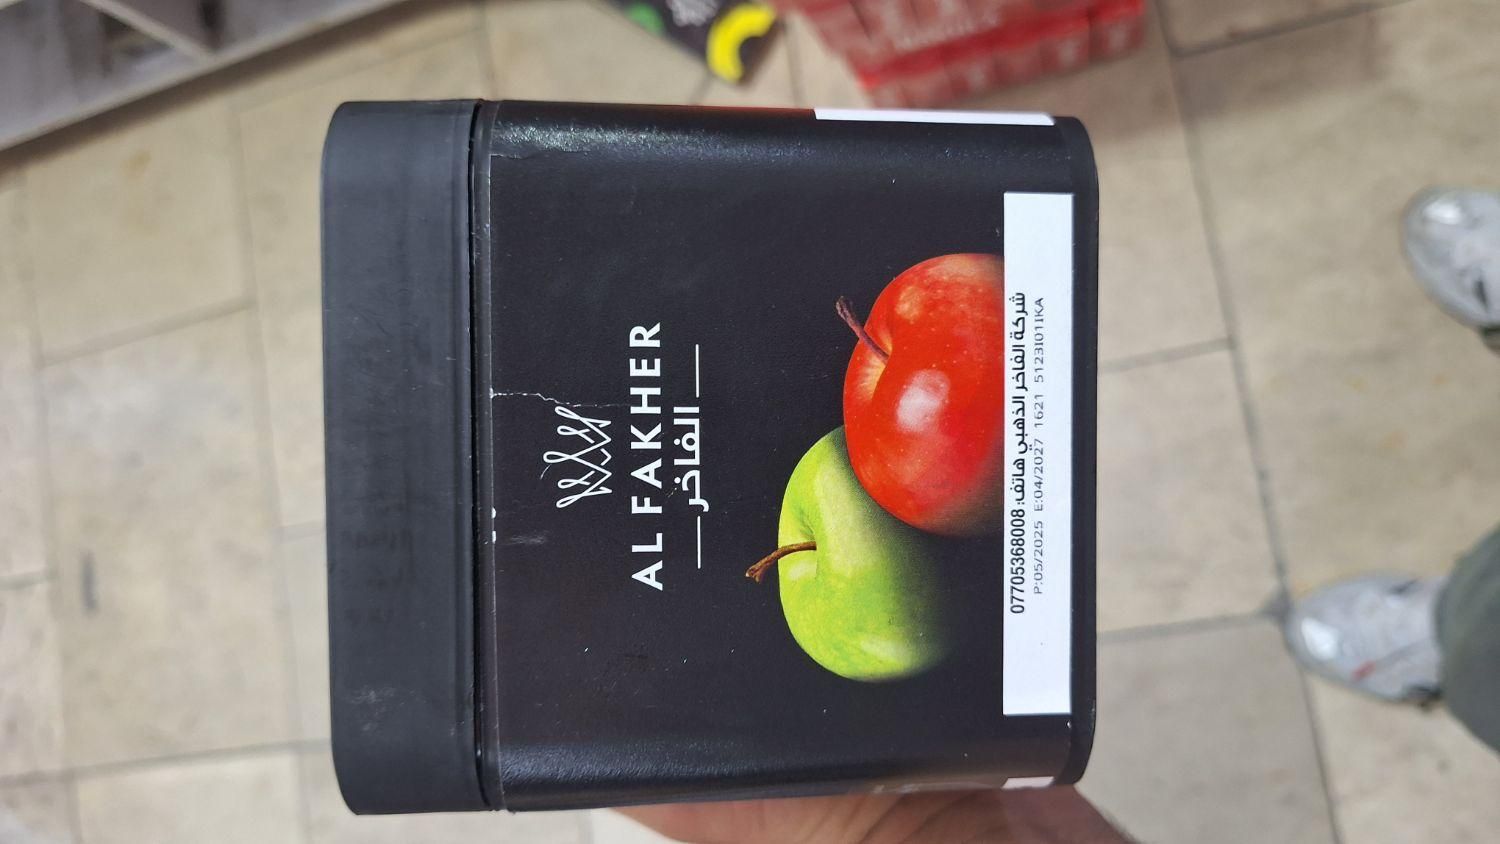 AL FAKHER
الفاخر
شركة الفاخر الذهبي هاتف: 07705368008
P:05/2025 E:04/2027 1621 5123I01IKA